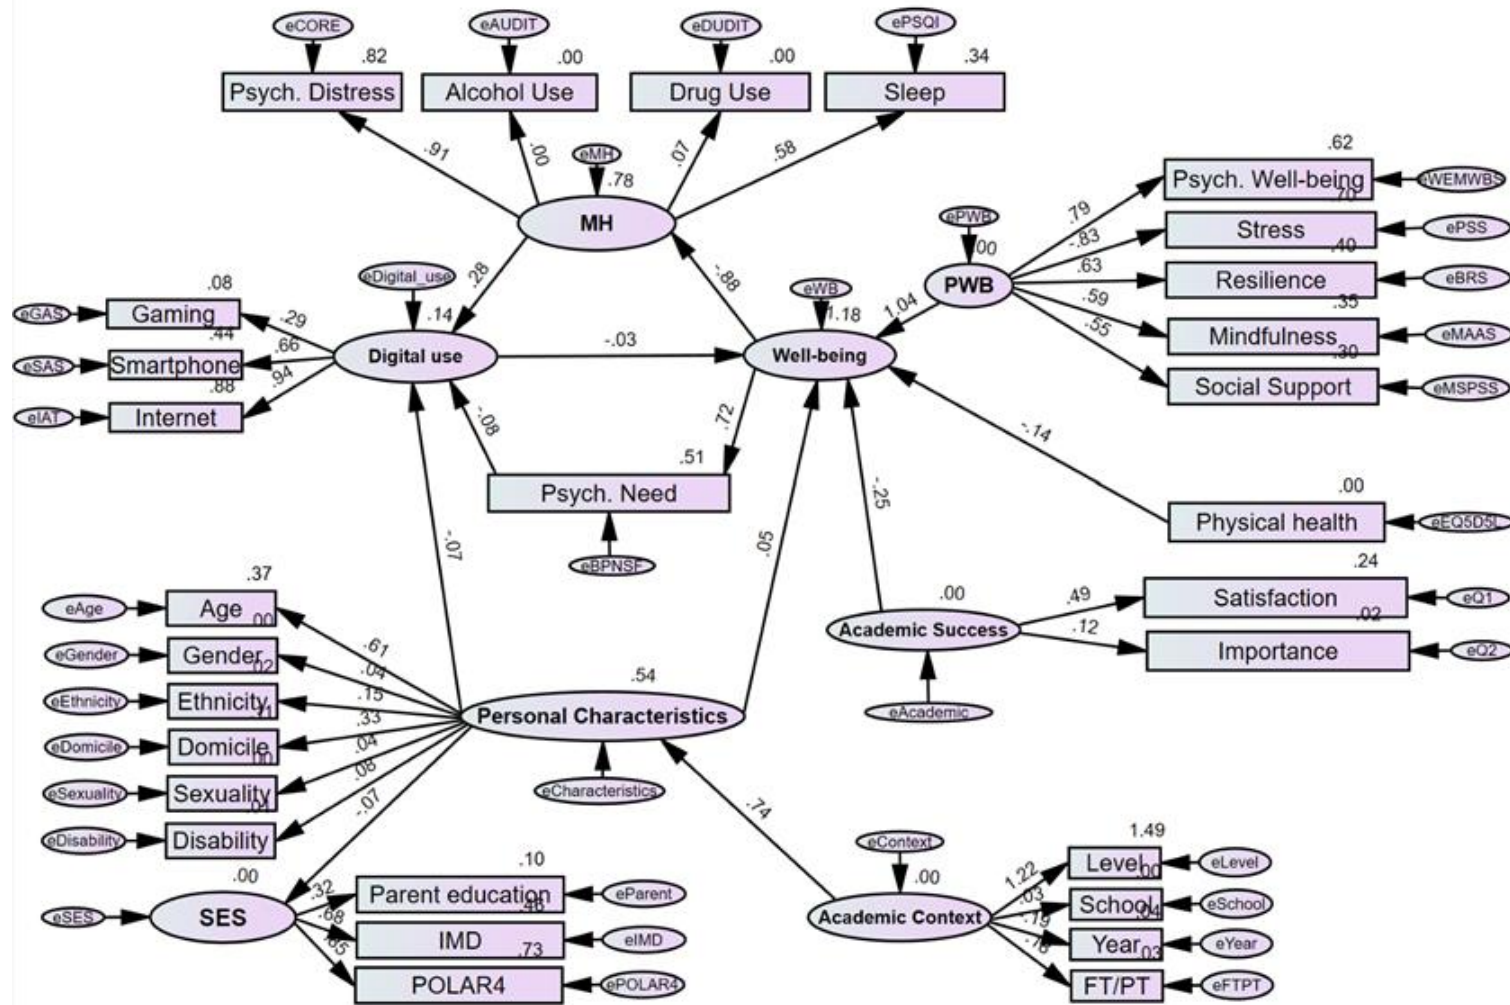 eCORE
eAUDIT
eDUDIT
ePSQI
.82
.00
.00
.34
Psych. Distress
Alcohol Use
Drug Use
Sleep
.91
.00
.07
.58
eMH
.78
MH
.62
Psych. Well-being
eWEMWBS
.70
Stress
ePSS
.40
Resilience
eBRS
.35
Mindfulness
eMAAS
.30
Social Support
eMSPSS
ePWB
.00
PWB
.79
-.83
.63
.59
.55
1.04
-.88
.28
eDigital_use
.14
Digital use
-.03
eWB
1.18
Well-being
.08
eGAS
Gaming
.29
.44
eSAS
Smartphone
.66
.88
eIAT
Internet
.94
-.08
.72
.51
Psych. Need
eBPNSF
-.14
.00
Physical health
eEQ5D5L
-.07
.05
-.25
.24
Satisfaction
eQ1
.02
Importance
eQ2
.49
.12
.00
Academic Success
eAcademic
.37
eAge
Age
.00
eGender
Gender
.02
eEthnicity
Ethnicity
.11
eDomicile
Domicile
.00
eSexuality
Sexuality
.01
eDisability
Disability
.61
.04
.15
.33
.04
.08
-.07
.54
Personal Characteristics
eCharacteristics
.74
.00
eSES
SES
.32
.68
.10
Parent education
eParent
.46
IMD
eIMD
.73
POLAR4
ePOLAR4
eContext
.00
Academic Context
1.22
.03
1.49
Level
eLevel
.00
School
eSchool
.04
Year
eYear
.03
FT/PT
eFTPT